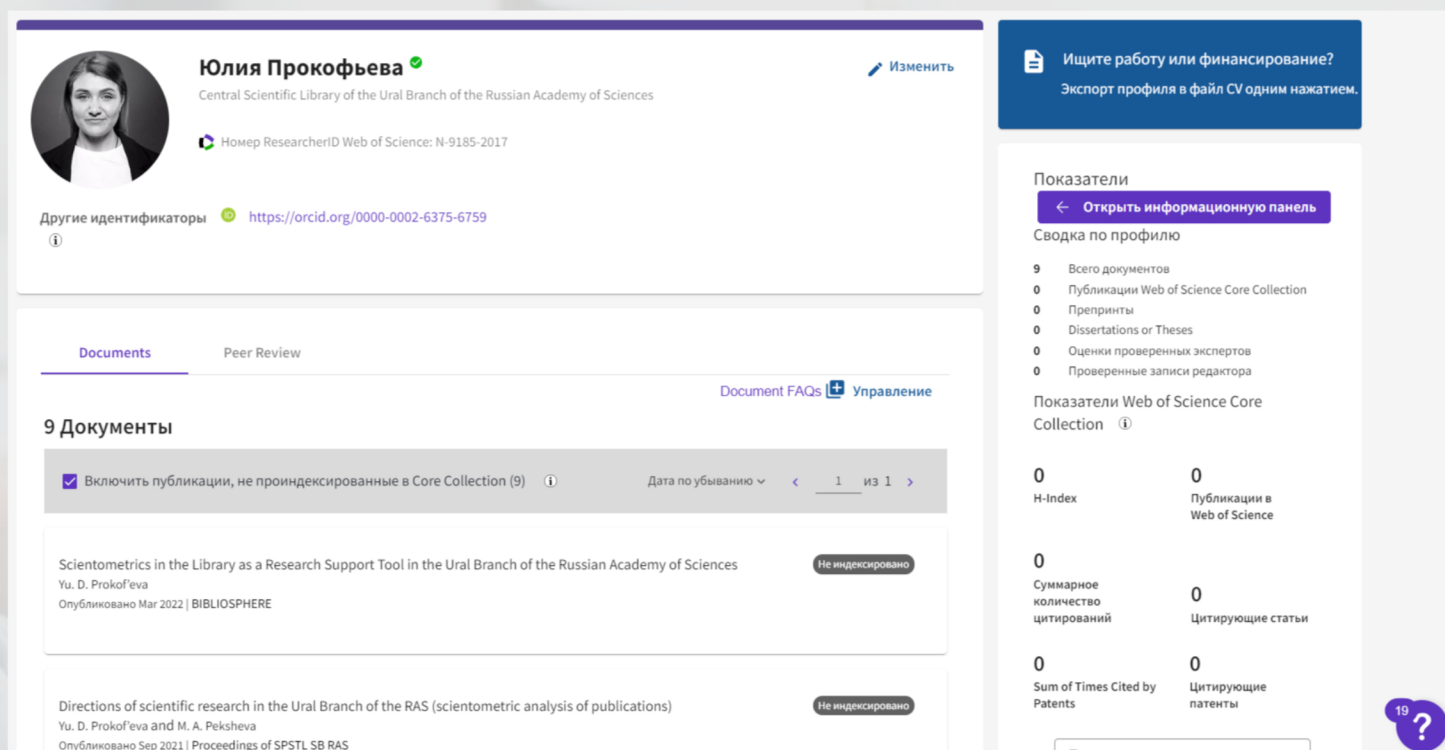 Юлия Прокофьева
Изменить
Central Scientific Library of the Ural Branch of the Russian Academy of Sciences
Номер ResearcherID Web of Science: N-9185-2017
Другие идентификаторы
iD
https://orcid.org/0000-0002-6375-6759
Documents
Peer Review
Document FAQs
Управление
9 Документы
Включить публикации, не проиндексированные в Core Collection (9)
Дата по убыванию
1 из 1
Scientometrics in the Library as a Research Support Tool in the Ural Branch of the Russian Academy of Sciences
Не индексировано
Yu. D. Prokof'eva
Опубликовано Mar 2022 | BIBLIOSPHERE
Directions of scientific research in the Ural Branch of the RAS (scientometric analysis of publications)
Не индексировано
Yu. D. Prokof'eva and M. A. Peksheva
Опубликовано Sep 2021 | Proceedings of SPSTL SB RAS
Ищите работу или финансирование?
Экспорт профиля в файл CV одним нажатием.
Показатели
← Открыть информационную панель
Сводка по профилю
9 Всего документов
0 Публикации Web of Science Core Collection
0 Препринты
0 Dissertations or Theses
0 Оценки проверенных экспертов
0 Проверенные записи редактора
Показатели Web of Science Core
Collection
0
H-Index
0
Публикации в
Web of Science
0
Суммарное
количество
цитирований
0
Цитирующие статьи
0
Sum of Times Cited by
Patents
0
Цитирующие
патенты
19
?